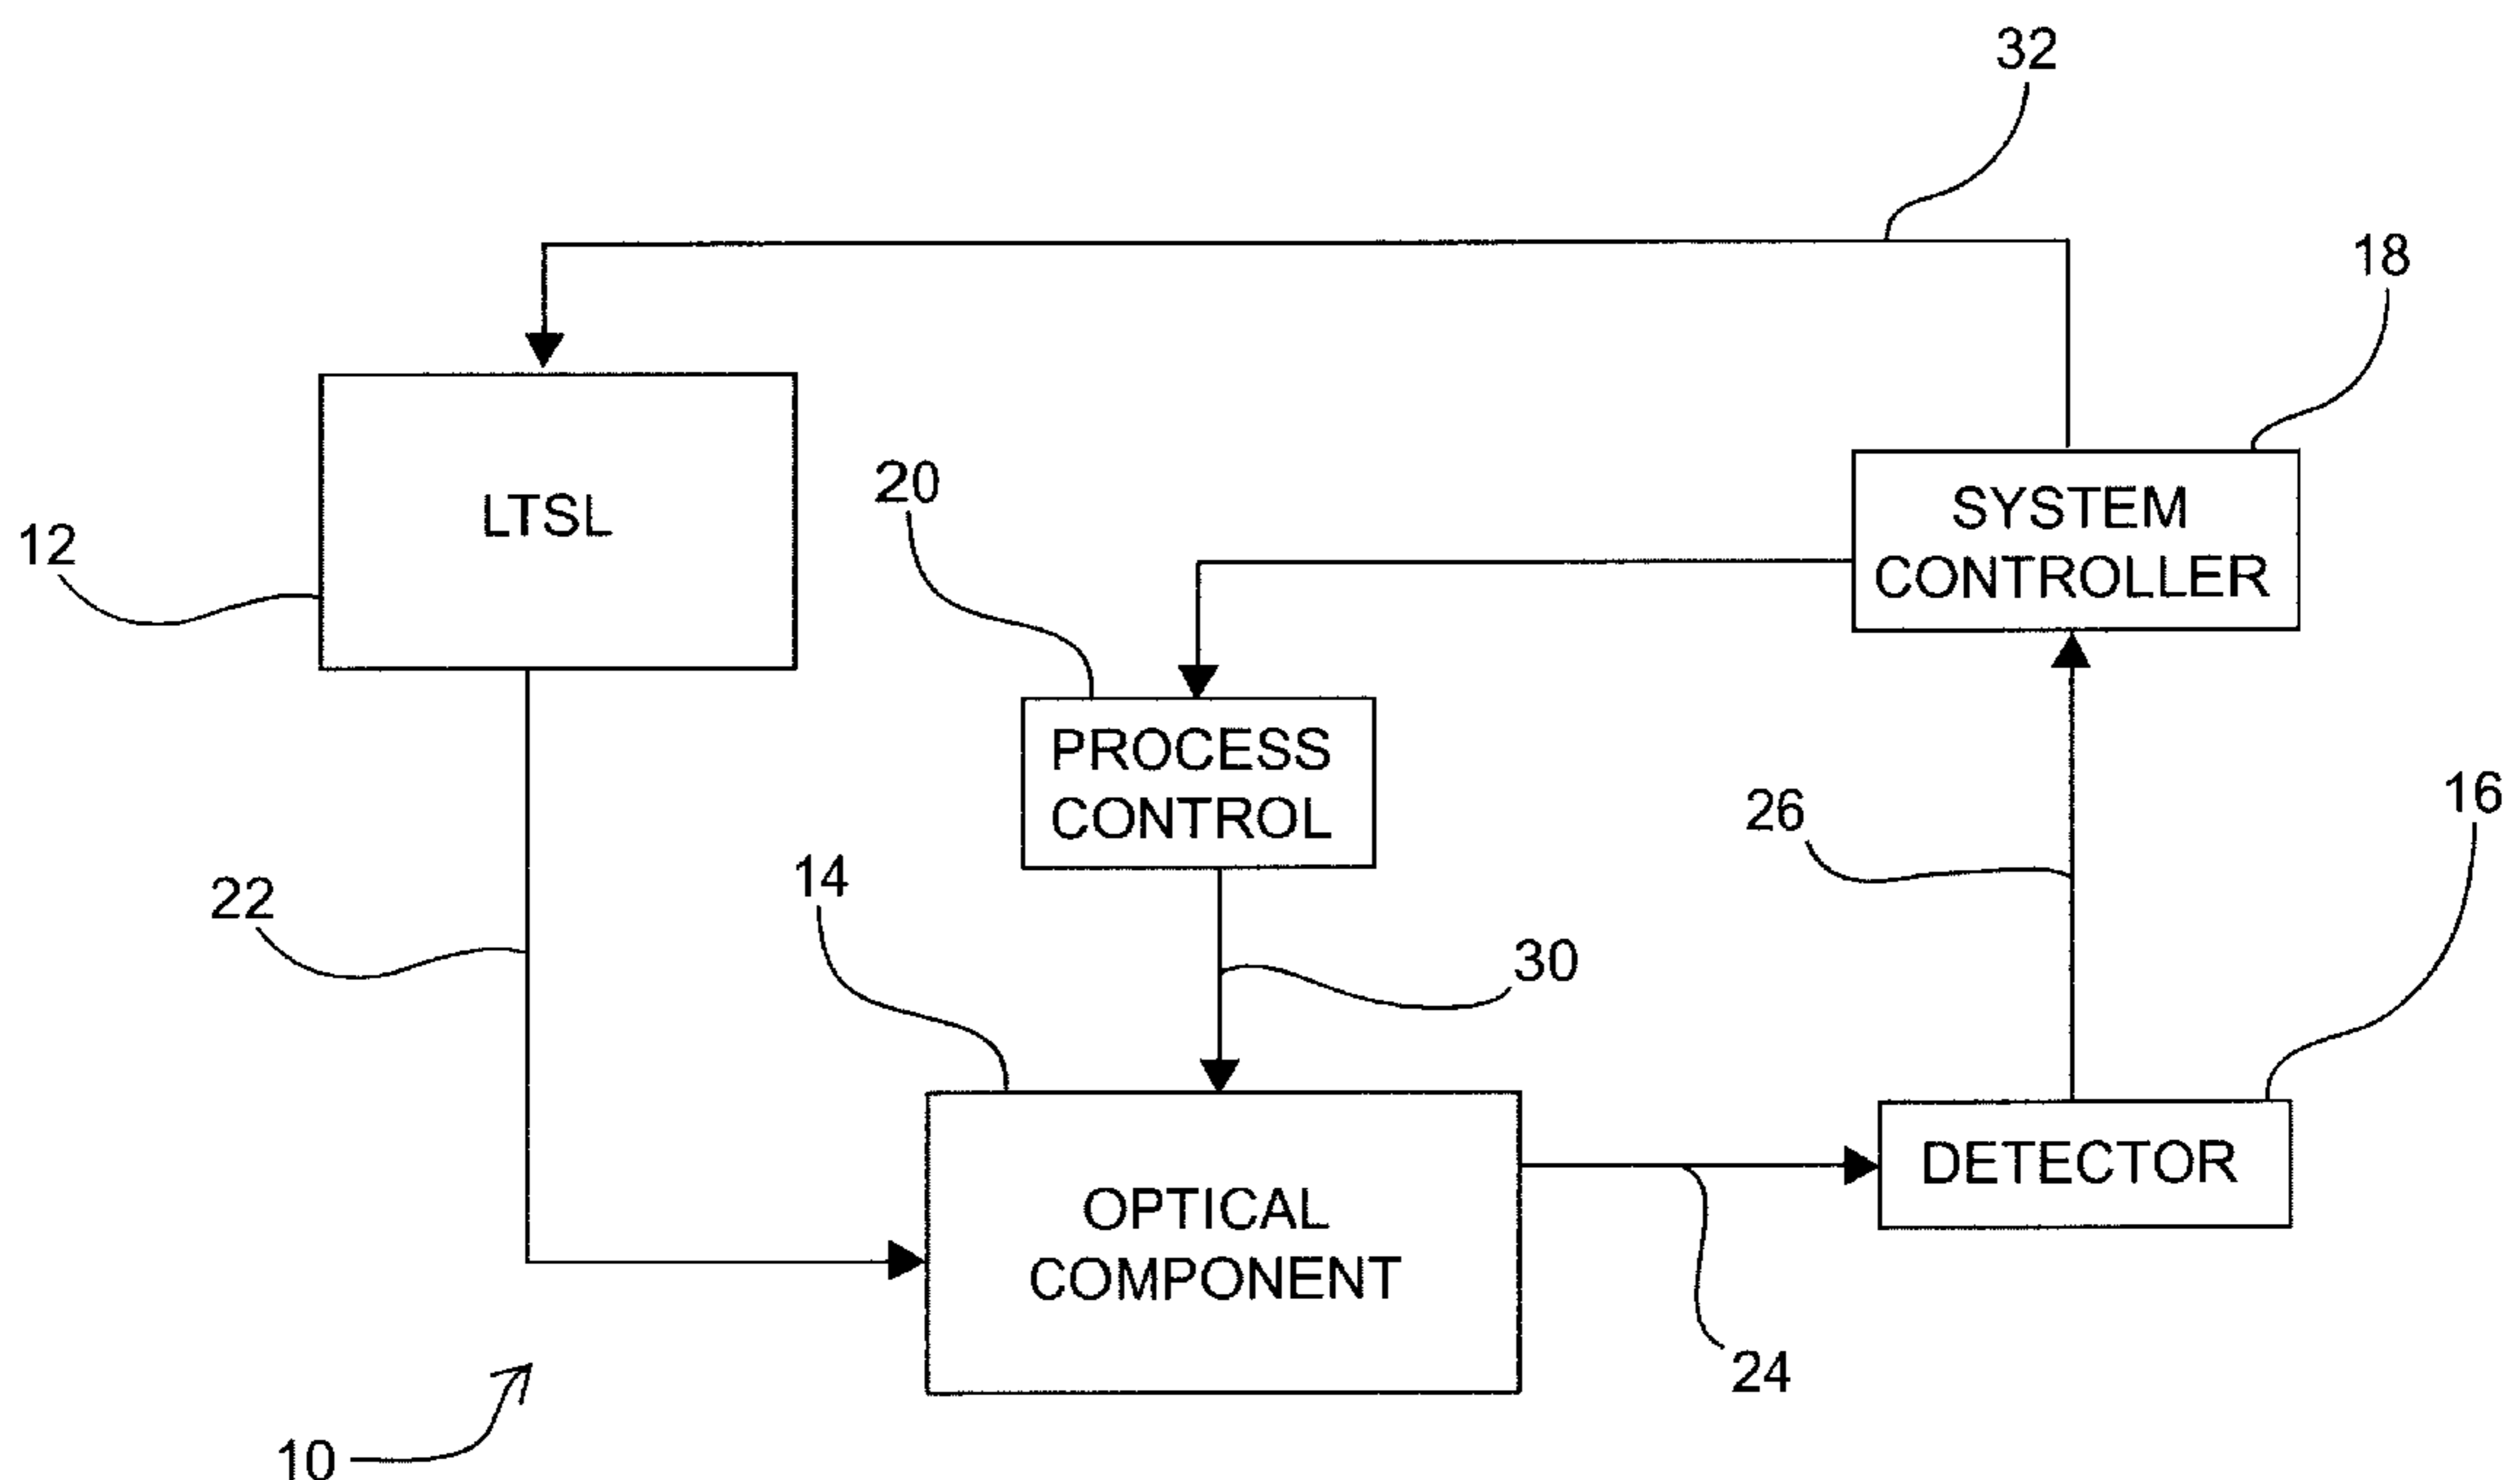 32
18
LTSL
20
SYSTEM
CONTROLLER
12
PROCESS
CONTROL
26
16
14
22
30
DETECTOR
OPTICAL
COMPONENT
24
10